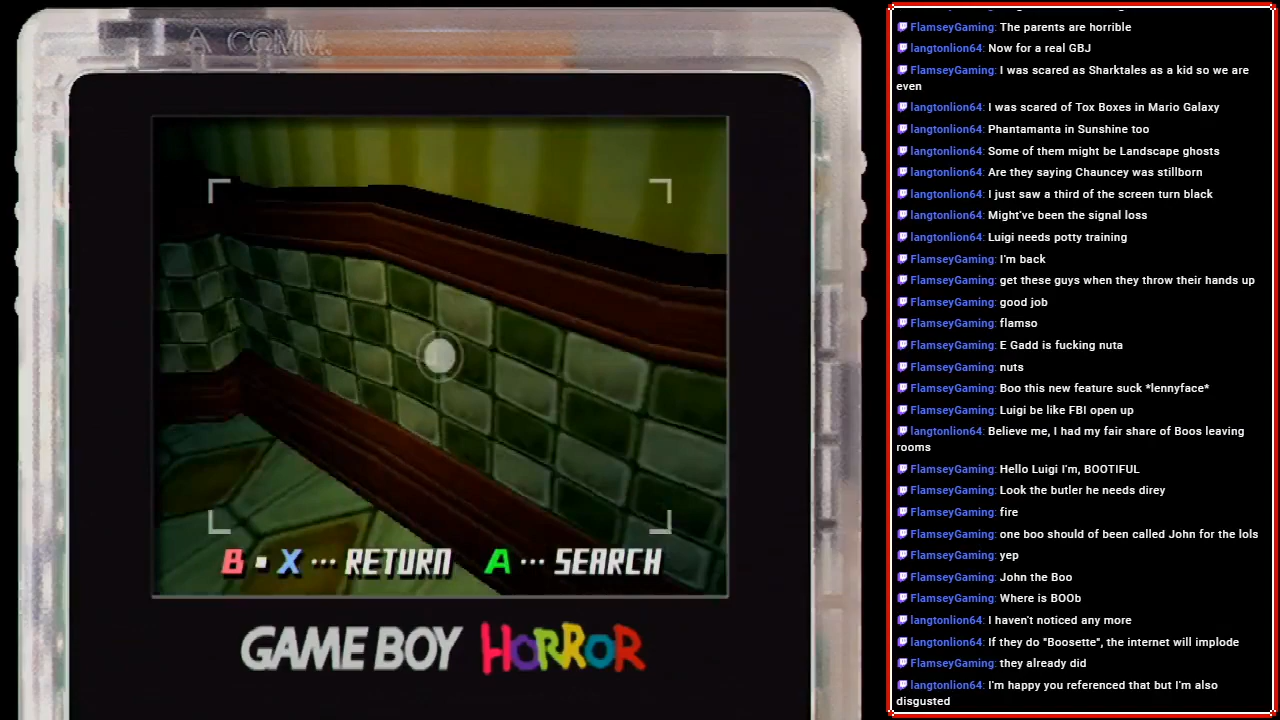 A COMM.
B ▪ X ··· RETURN A ··· SEARCH
GAME BOY HORROR
FlamseyGaming: The parents are horrible
langtonlion64: Now for a real GBJ
FlamseyGaming: I was scared as Sharktales as a kid so we are
even
langtonlion64: I was scared of Tox Boxes in Mario Galaxy
langtonlion64: Phantamanta in Sunshine too
langtonlion64: Some of them might be Landscape ghosts
langtonlion64: Are they saying Chauncey was stillborn
langtonlion64: I just saw a third of the screen turn black
langtonlion64: Might've been the signal loss
langtonlion64: Luigi needs potty training
FlamseyGaming: I'm back
FlamseyGaming: get these guys when they throw their hands up
FlamseyGaming: good job
FlamseyGaming: flamso
FlamseyGaming: E Gadd is fucking nuta
FlamseyGaming: nuts
FlamseyGaming: Boo this new feature suck *lennyface*
FlamseyGaming: Luigi be like FBI open up
langtonlion64: Believe me, I had my fair share of Boos leaving
rooms
FlamseyGaming: Hello Luigi I'm, BOOTIFUL
FlamseyGaming: Look the butler he needs direy
FlamseyGaming: fire
FlamseyGaming: one boo should of been called John for the lols
FlamseyGaming: yep
FlamseyGaming: John the Boo
FlamseyGaming: Where is BOOb
langtonlion64: I haven't noticed any more
langtonlion64: If they do "Boosette", the internet will implode
FlamseyGaming: they already did
langtonlion64: I'm happy you referenced that but I'm also
disgusted